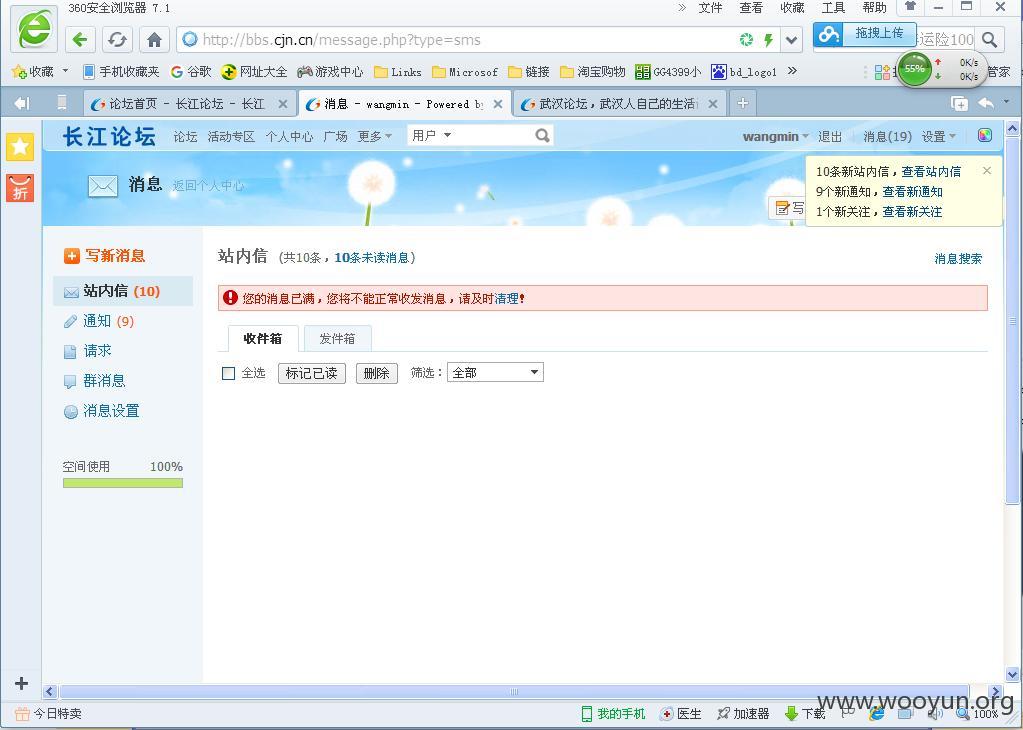 360安全浏览器 7.1
文件 查看 收藏 工具 帮助
http://bbs.cjn.cn/message.php?type=sms
拖拽上传
运险100
收藏 手机收藏夹 谷歌 网址大全 游戏中心 Links Microsof 链接 淘宝购物 GG4399小 bd_logo1
管家
55%
0K/s
0K/s
论坛首页 - 长江论坛 - 长江
消息 - wangmin - Powered by
武汉论坛，武汉人自己的生活
长江论坛 论坛 活动专区 个人中心 广场 更多 用户
wangmin 退出 消息(19) 设置
消息 返回个人中心
写
10条新站内信，查看站内信
9个新通知，查看新通知
1个新关注，查看新关注
折
写新消息
站内信 (10)
通知 (9)
请求
群消息
消息设置
空间使用 100%
站内信 (共10条，10条未读消息)
消息搜索
您的消息已满，您将不能正常收发消息，请及时清理!
收件箱 发件箱
全选 标记已读 删除 筛选： 全部
今日特卖
我的手机 医生 加速器 下载 100%
www.wooyun.org